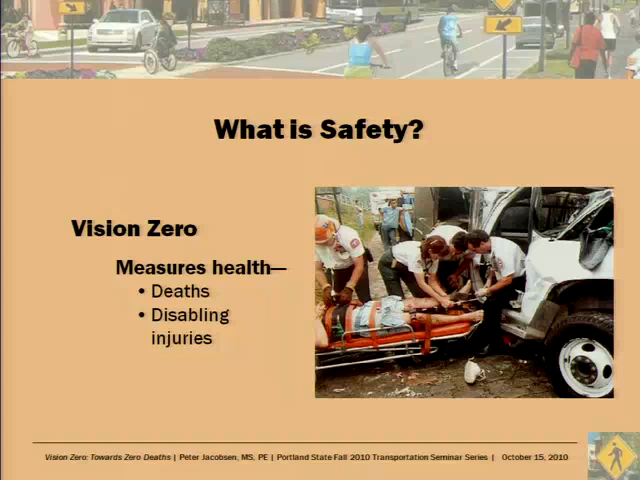 What is Safety?
Vision Zero
Measures health—
• Deaths
• Disabling
injuries
Vision Zero: Towards Zero Deaths | Peter Jacobsen, MS, PE | Portland State Fall 2010 Transportation Seminar Series | October 15, 2010